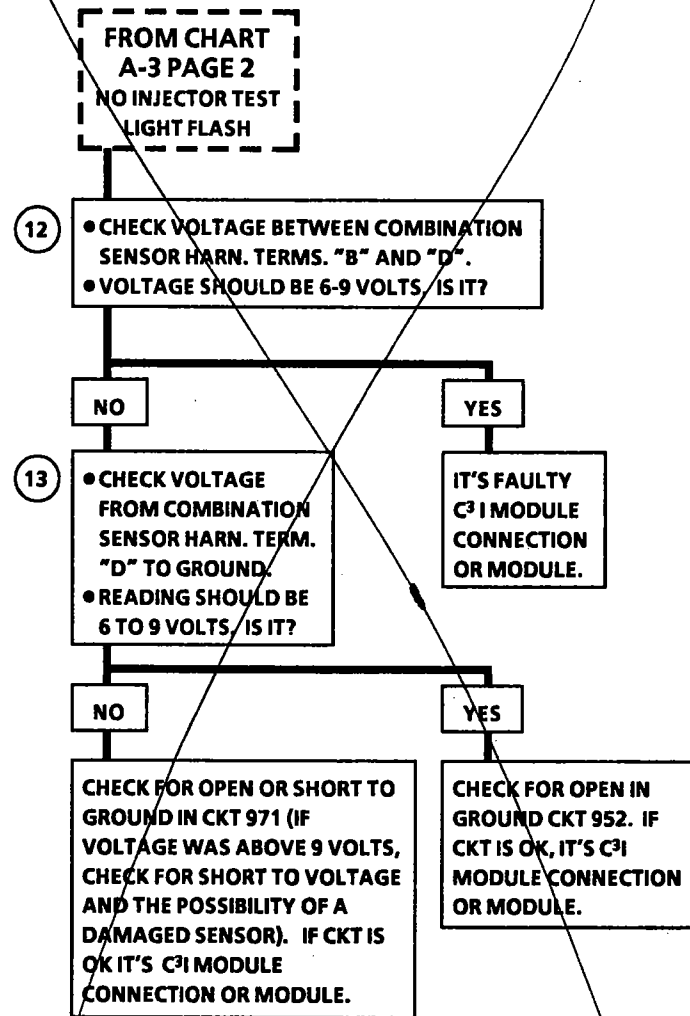 FROM CHART
A-3 PAGE 2
NO INJECTOR TEST
LIGHT FLASH
12
● CHECK VOLTAGE BETWEEN COMBINATION
SENSOR HARN. TERMS. "B" AND "D".
● VOLTAGE SHOULD BE 6-9 VOLTS, IS IT?
NO
YES
13
● CHECK VOLTAGE
FROM COMBINATION
SENSOR HARN. TERM.
"D" TO GROUND.
● READING SHOULD BE
6 TO 9 VOLTS, IS IT?
IT'S FAULTY
C³I MODULE
CONNECTION
OR MODULE.
NO
YES
CHECK FOR OPEN OR SHORT TO
GROUND IN CKT 971 (IF
VOLTAGE WAS ABOVE 9 VOLTS,
CHECK FOR SHORT TO VOLTAGE
AND THE POSSIBILITY OF A
DAMAGED SENSOR). IF CKT IS
OK IT'S C³I MODULE
CONNECTION OR MODULE.
CHECK FOR OPEN IN
GROUND CKT 952. IF
CKT IS OK, IT'S C³I
MODULE CONNECTION
OR MODULE.